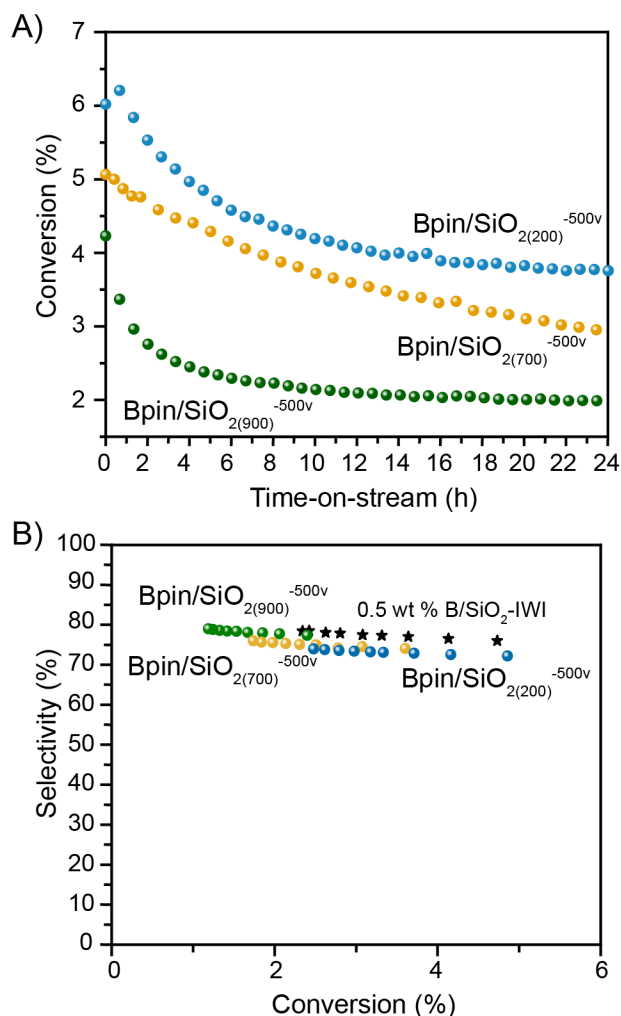 A)
7
6
5
4
3
2
Conversion (%)
Bpin/SiO2(200)-500v
Bpin/SiO2(700)-500v
Bpin/SiO2(900)-500v
0 2 4 6 8 10 12 14 16 18 20 22 24
Time-on-stream (h)
B)
100
90
80
70
60
50
40
30
20
10
0
Selectivity (%)
Bpin/SiO2(900)-500v
0.5 wt % B/SiO2-IWI
Bpin/SiO2(700)-500v
Bpin/SiO2(200)-500v
0 2 4 6
Conversion (%)